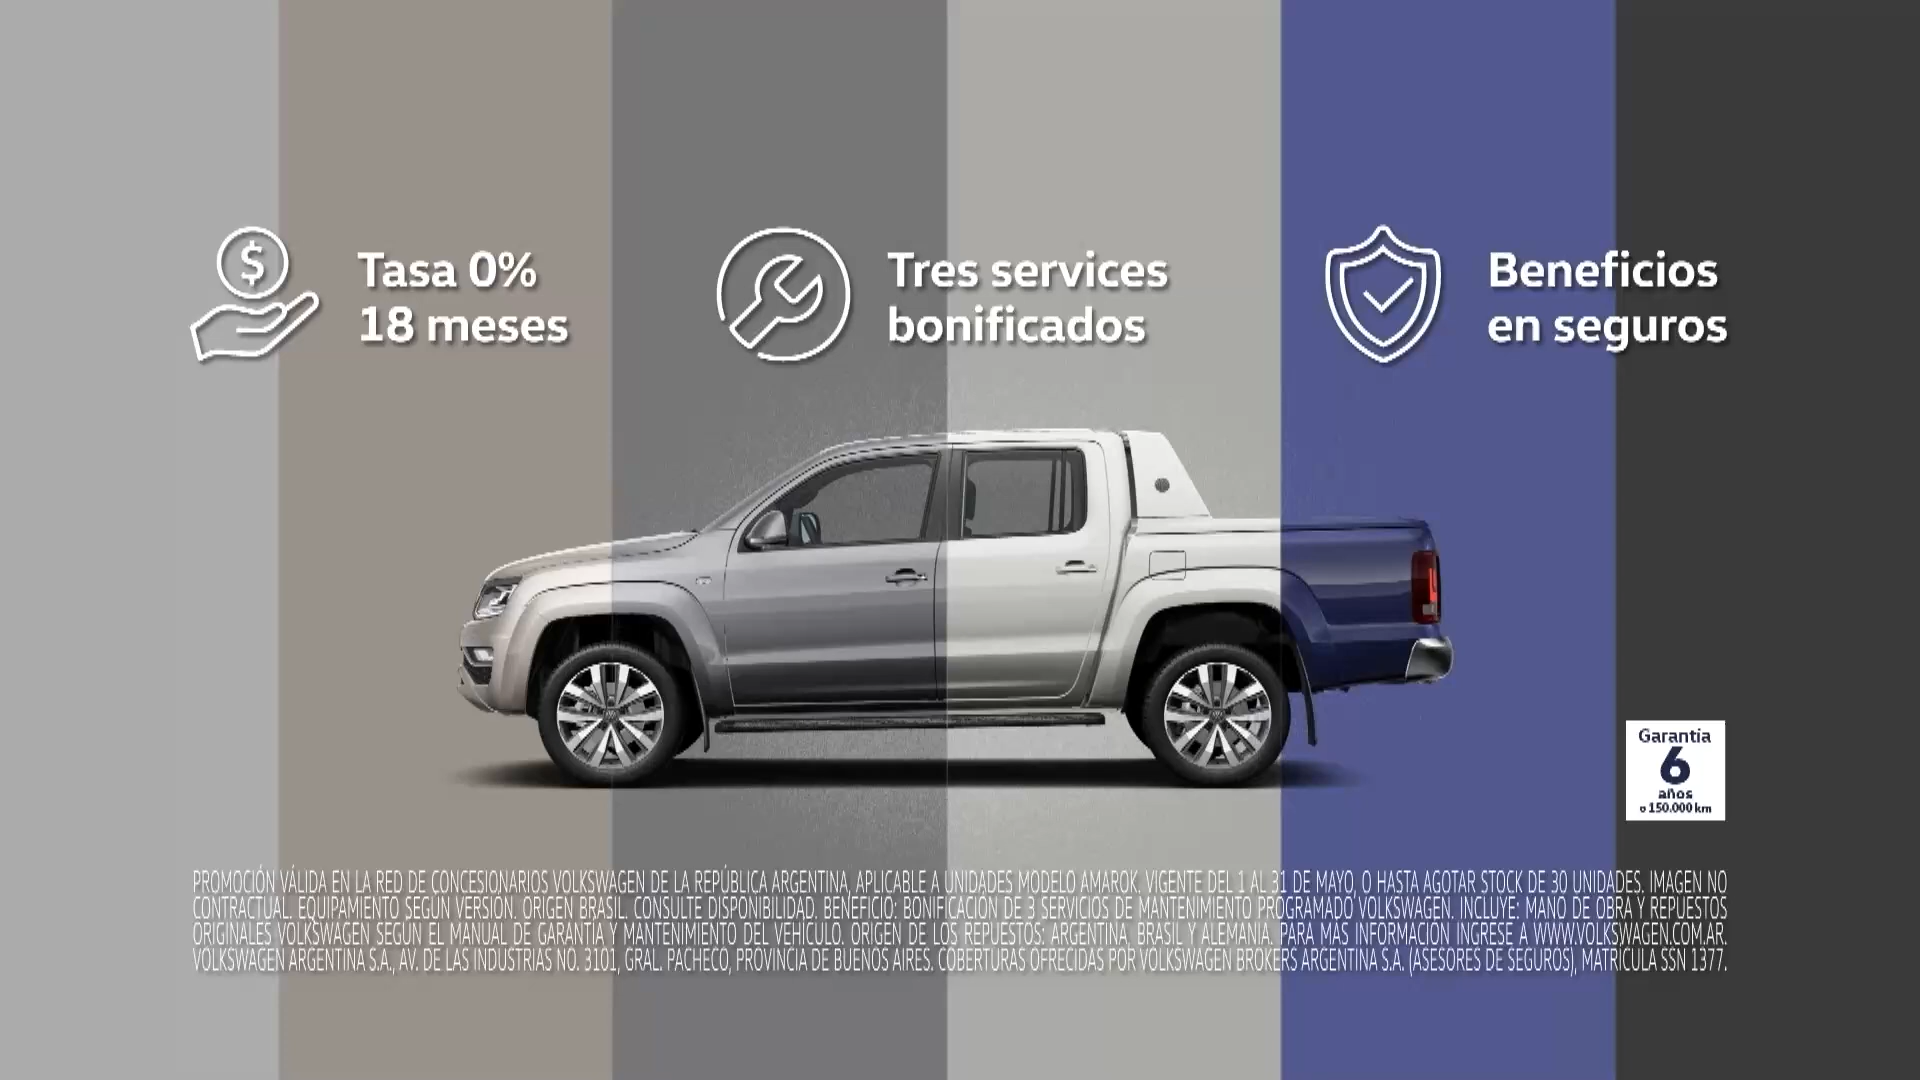 Tasa 0%
18 meses
Tres services
bonificados
Beneficios
en seguros
Garantía
6
años
o 150.000 km
PROMOCIÓN VÁLIDA EN LA RED DE CONCESIONARIOS VOLKSWAGEN DE LA REPÚBLICA ARGENTINA, APLICABLE A UNIDADES MODELO AMAROK. VIGENTE DEL 1 AL 31 DE MAYO, O HASTA AGOTAR STOCK DE 30 UNIDADES. IMAGEN NO
CONTRACTUAL. EQUIPAMIENTO SEGÚN VERSIÓN. ORIGEN BRASIL. CONSULTE DISPONIBILIDAD. BENEFICIO: BONIFICACIÓN DE 3 SERVICIOS DE MANTENIMIENTO PROGRAMADO VOLKSWAGEN. INCLUYE: MANO DE OBRA Y REPUESTOS
ORIGINALES VOLKSWAGEN SEGÚN EL MANUAL DE GARANTÍA Y MANTENIMIENTO DEL VEHÍCULO. ORIGEN DE LOS REPUESTOS: ARGENTINA, BRASIL Y ALEMANIA. PARA MÁS INFORMACIÓN INGRESE A WWW.VOLKSWAGEN.COM.AR.
VOLKSWAGEN ARGENTINA S.A., AV. DE LAS INDUSTRIAS NO. 3101, GRAL. PACHECO, PROVINCIA DE BUENOS AIRES. COBERTURAS OFRECIDAS POR VOLKSWAGEN BROKERS ARGENTINA S.A. (ASESORES DE SEGUROS), MATRÍCULA SSN 1377.